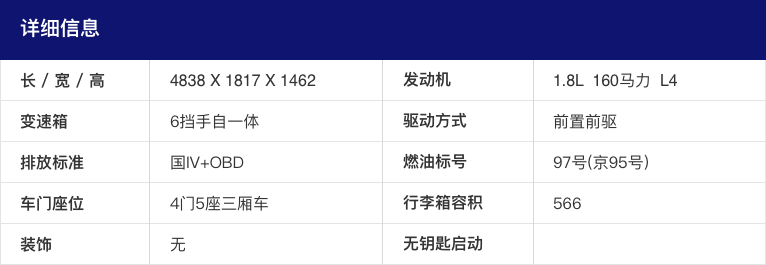 详细信息
长 / 宽 / 高 4838 X 1817 X 1462 发动机 1.8L 160马力 L4
变速箱 6挡手自一体 驱动方式 前置前驱
排放标准 国IV+OBD 燃油标号 97号(京95号)
车门座位 4门5座三厢车 行李箱容积 566
装饰 无 无钥匙启动